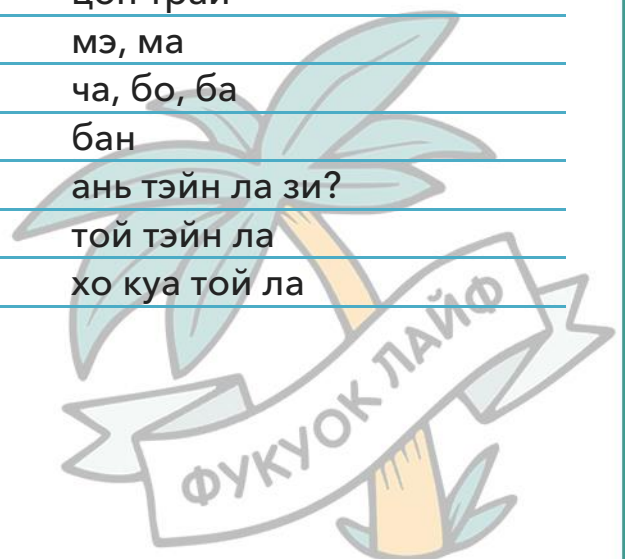 мэ, ма
ча, бо, ба
бан
ань тэйн ла зи?
той тэйн ла
хо куа той ла
ФУКУОК ЛАЙФ